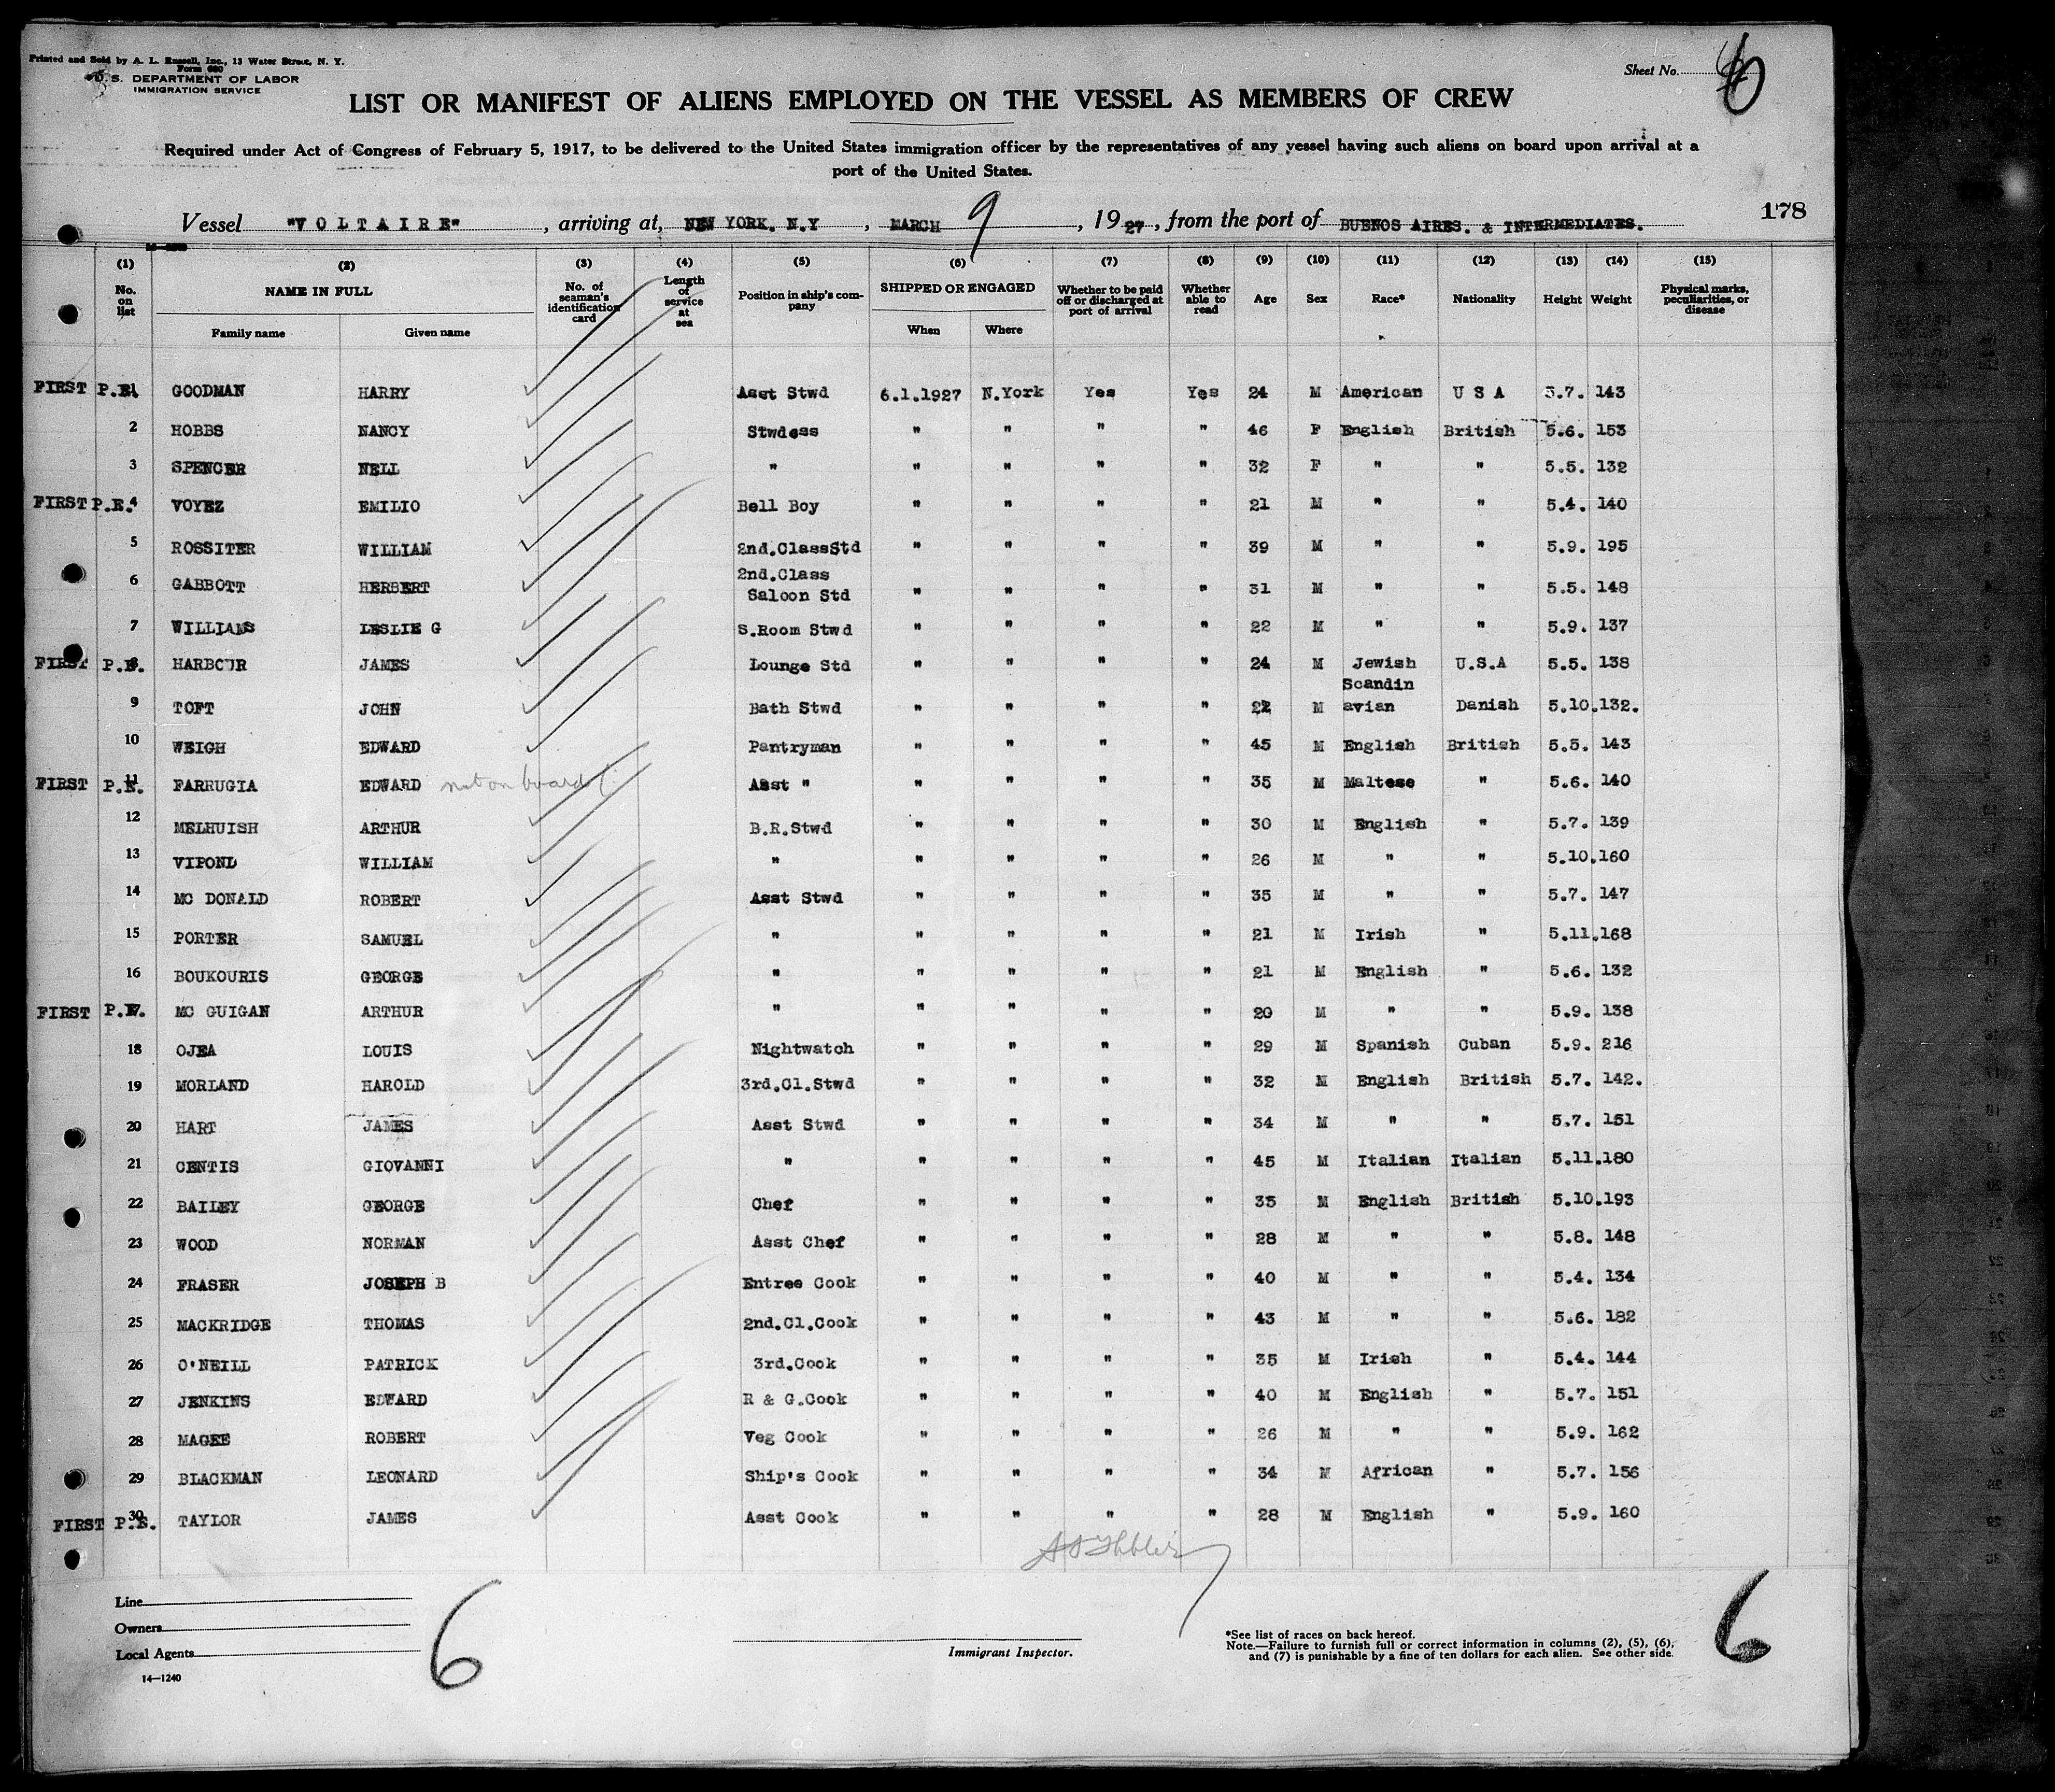 Printed and Sold by A. L. Russell, Inc., 13 Water Street, N. Y.
Form 680
U.S. DEPARTMENT OF LABOR
IMMIGRATION SERVICE
Sheet No. 6
LIST OR MANIFEST OF ALIENS EMPLOYED ON THE VESSEL AS MEMBERS OF CREW
Required under Act of Congress of February 5, 1917, to be delivered to the United States immigration officer by the representatives of any vessel having such aliens on board upon arrival at a
port of the United States.
178
Vessel "VOLTAIRE", arriving at, NEW YORK. N.Y, MARCH 9, 1927, from the port of BUENOS AIRES. & INTERMEDIATES.
(1) (2) (3) (4) (5) (6) (7) (8) (9) (10) (11) (12) (13) (14) (15)
No. on list NAME IN FULL Family name Given name No. of seaman's identification card Length of service at sea Position in ship's company SHIPPED OR ENGAGED When Where Whether to be paid off or discharged at port of arrival Whether able to read Age Sex Race* Nationality Height Weight Physical marks, peculiarities, or disease
FIRST P.E. 1 GOODMAN HARRY Asst Stwd 6.1.1927 N.York Yes Yes 24 M American U S A 5.7. 143
2 HOBBS NANCY Stwdess " " " " 46 F English British 5.6. 153
3 SPENCER NELL " " " " " 32 F " " 5.5. 132
FIRST P.E. 4 VOYEZ EMILIO Bell Boy " " " " 21 M " " 5.4. 140
5 ROSSITER WILLIAM 2nd.ClassStd " " " " 39 M " " 5.9. 195
6 GABBOTT HERBERT 2nd.Class Saloon Std " " " " 31 M " " 5.5. 148
7 WILLIAMS LESLIE G S.Room Stwd " " " " 22 M " " 5.9. 137
FIRST P.E. 8 HARBOUR JAMES Lounge Std " " " " 24 M Jewish U.S.A 5.5. 138
9 TOFT JOHN Bath Stwd " " " " 22 M Scandin avian Danish 5.10.132.
10 WEIGH EDWARD Pantryman " " " " 45 M English British 5.5. 143
FIRST P.E. 11 FARRUGIA EDWARD not on board Asst " " " " " 35 M Maltese " 5.6. 140
12 MELHUISH ARTHUR B.R.Stwd " " " " 30 M English " 5.7. 139
13 VIPOND WILLIAM " " " " " 26 M " " 5.10.160
14 MC DONALD ROBERT Asst Stwd " " " " 35 M " " 5.7. 147
15 PORTER SAMUEL " " " " " 21 M Irish " 5.11.168
16 BOUKOURIS GEORGE " " " " " 21 M English " 5.6. 132
FIRST P.E. 17 MC GUIGAN ARTHUR " " " " " 20 M " " 5.9. 138
18 OJEA LOUIS Nightwatch " " " " 29 M Spanish Cuban 5.9. 216
19 MORLAND HAROLD 3rd.Cl.Stwd " " " " 32 M English British 5.7. 142.
20 HART JAMES Asst Stwd " " " " 34 M " " 5.7. 151
21 CENTIS GIOVANNI " " " " " 45 M Italian Italian 5.11.180
22 BAILEY GEORGE Chef " " " " 35 M English British 5.10.193
23 WOOD NORMAN Asst Chef " " " " 28 M " " 5.8. 148
24 FRASER JOSEPH B Entree Cook " " " " 40 M " " 5.4. 134
25 MACKRIDGE THOMAS 2nd.Cl.Cook " " " " 43 M " " 5.6. 182
26 O'NEILL PATRICK 3rd.Cook " " " " 35 M Irish " 5.4. 144
27 JENKINS EDWARD R & G.Cook " " " " 40 M English " 5.7. 151
28 MAGEE ROBERT Veg Cook " " " " 26 M " " 5.9. 162
29 BLACKMAN LEONARD Ship's Cook " " " " 34 M African " 5.7. 156
FIRST P.E. 30 TAYLOR JAMES Asst Cook " " " " 28 M English " 5.9. 160
Line
Owners
Local Agents
14—1240
6
Immigrant Inspector.
*See list of races on back hereof.
Note.—Failure to furnish full or correct information in columns (2), (5), (6),
and (7) is punishable by a fine of ten dollars for each alien. See other side.
6